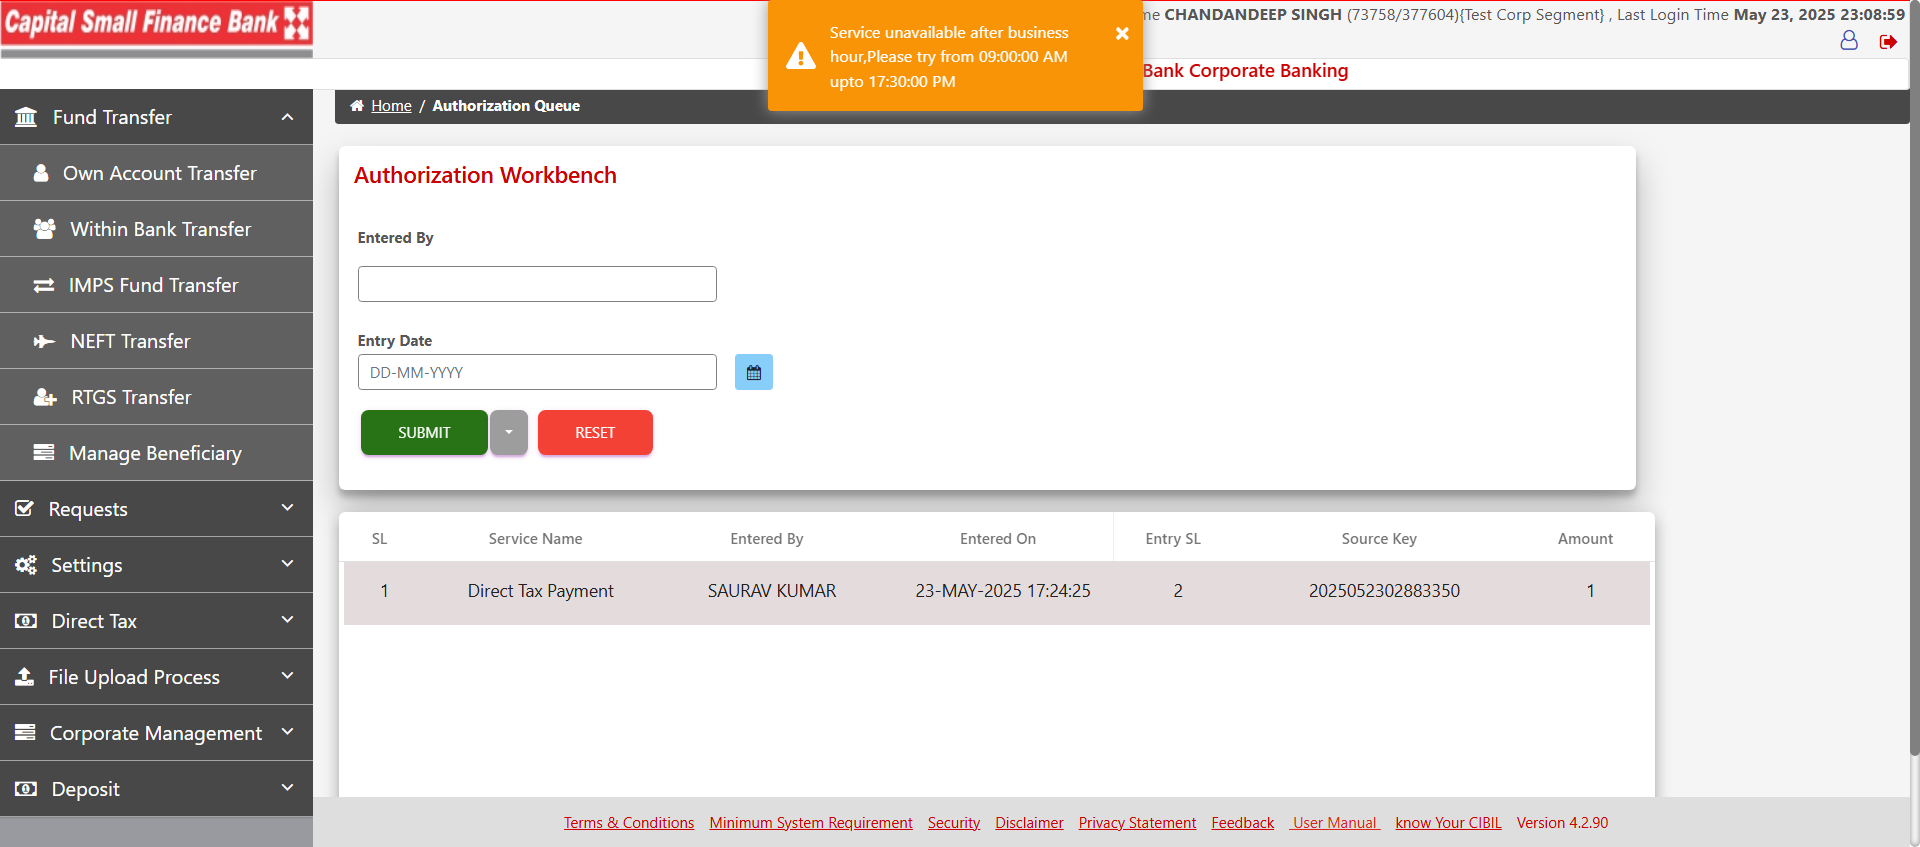 Capital Small Finance Bank
Service unavailable after business
hour,Please try from 09:00:00 AM
upto 17:30:00 PM
CHANDANDEEP SINGH (73758/377604){Test Corp Segment} , Last Login Time May 23, 2025 23:08:59
Bank Corporate Banking
Home / Authorization Queue
Fund Transfer
Own Account Transfer
Within Bank Transfer
IMPS Fund Transfer
NEFT Transfer
RTGS Transfer
Manage Beneficiary
Requests
Settings
Direct Tax
File Upload Process
Corporate Management
Deposit
Authorization Workbench
Entered By
Entry Date
DD-MM-YYYY
SUBMIT RESET
SL Service Name Entered By Entered On Entry SL Source Key Amount
1 Direct Tax Payment SAURAV KUMAR 23-MAY-2025 17:24:25 2 2025052302883350 1
Terms & Conditions Minimum System Requirement Security Disclaimer Privacy Statement Feedback User Manual know Your CIBIL Version 4.2.90